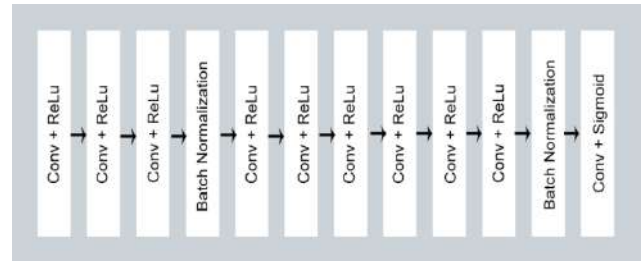 Conv + ReLu
Conv + ReLu
Conv + ReLu
Batch Normalization
Conv + ReLu
Conv + ReLu
Conv + ReLu
Conv + ReLu
Conv + ReLu
Conv + ReLu
Batch Normalization
Conv + Sigmoid